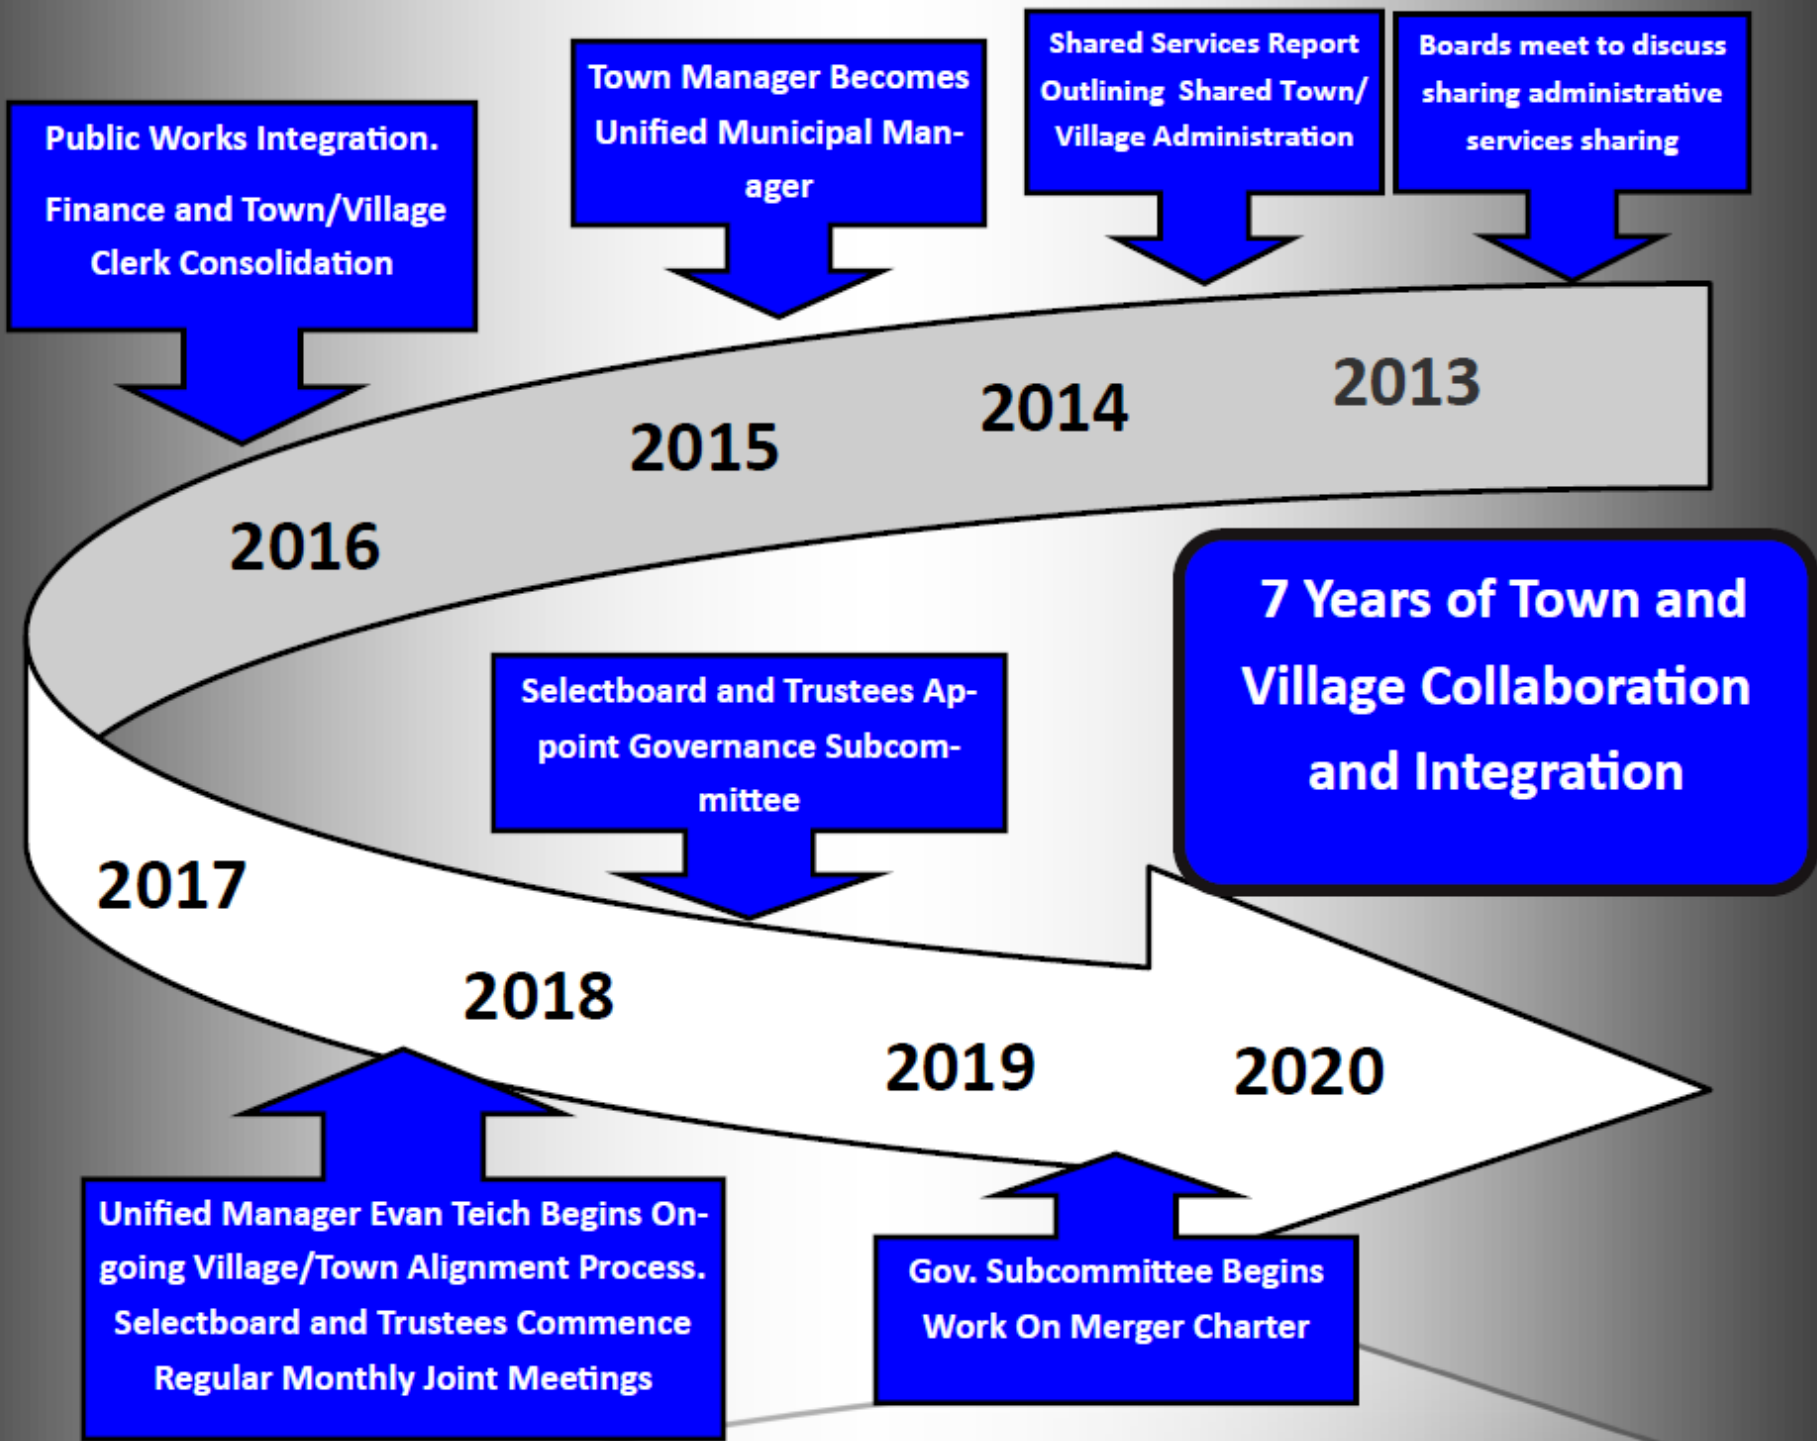 Public Works Integration.
Finance and Town/Village
Clerk Consolidation
Town Manager Becomes
Unified Municipal Man-
ager
Shared Services Report
Outlining Shared Town/
Village Administration
Boards meet to discuss
sharing administrative
services sharing
2013
2014
2015
2016
7 Years of Town and
Village Collaboration
and Integration
Selectboard and Trustees Ap-
point Governance Subcom-
mittee
2017
2018
2019
2020
Unified Manager Evan Teich Begins On-
going Village/Town Alignment Process.
Selectboard and Trustees Commence
Regular Monthly Joint Meetings
Gov. Subcommittee Begins
Work On Merger Charter